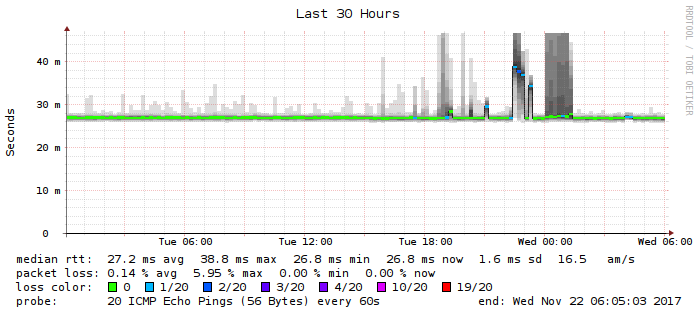 Last 30 Hours
RRDTOOL / TOBI OETIKER
Seconds
40 m
30 m
20 m
10 m
0
Tue 06:00 Tue 12:00 Tue 18:00 Wed 00:00 Wed 06:00
median rtt: 27.2 ms avg 38.8 ms max 26.8 ms min 26.8 ms now 1.6 ms sd 16.5 am/s
packet loss: 0.14 % avg 5.95 % max 0.00 % min 0.00 % now
loss color: 0 1/20 2/20 3/20 4/20 10/20 19/20
probe: 20 ICMP Echo Pings (56 Bytes) every 60s end: Wed Nov 22 06:05:03 2017